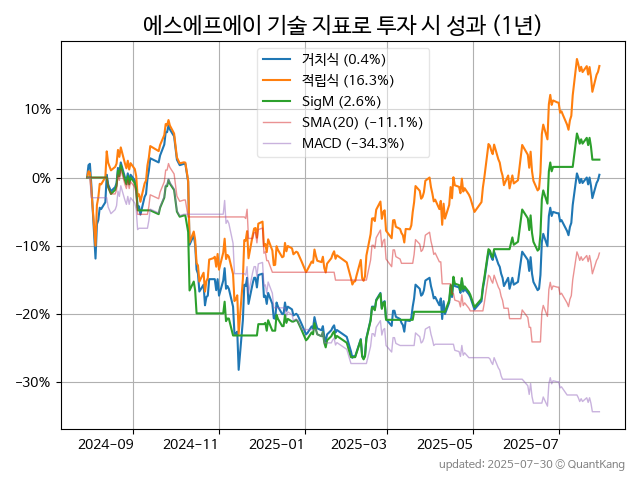 에스에프에이 기술 지표로 투자 시 성과 (1년)
거치식 (0.4%)
적립식 (16.3%)
SigM (2.6%)
SMA(20) (−11.1%)
MACD (−34.3%)
10%
0%
−10%
−20%
−30%
2024-09 2024-11 2025-01 2025-03 2025-05 2025-07
updated: 2025-07-30 © QuantKang